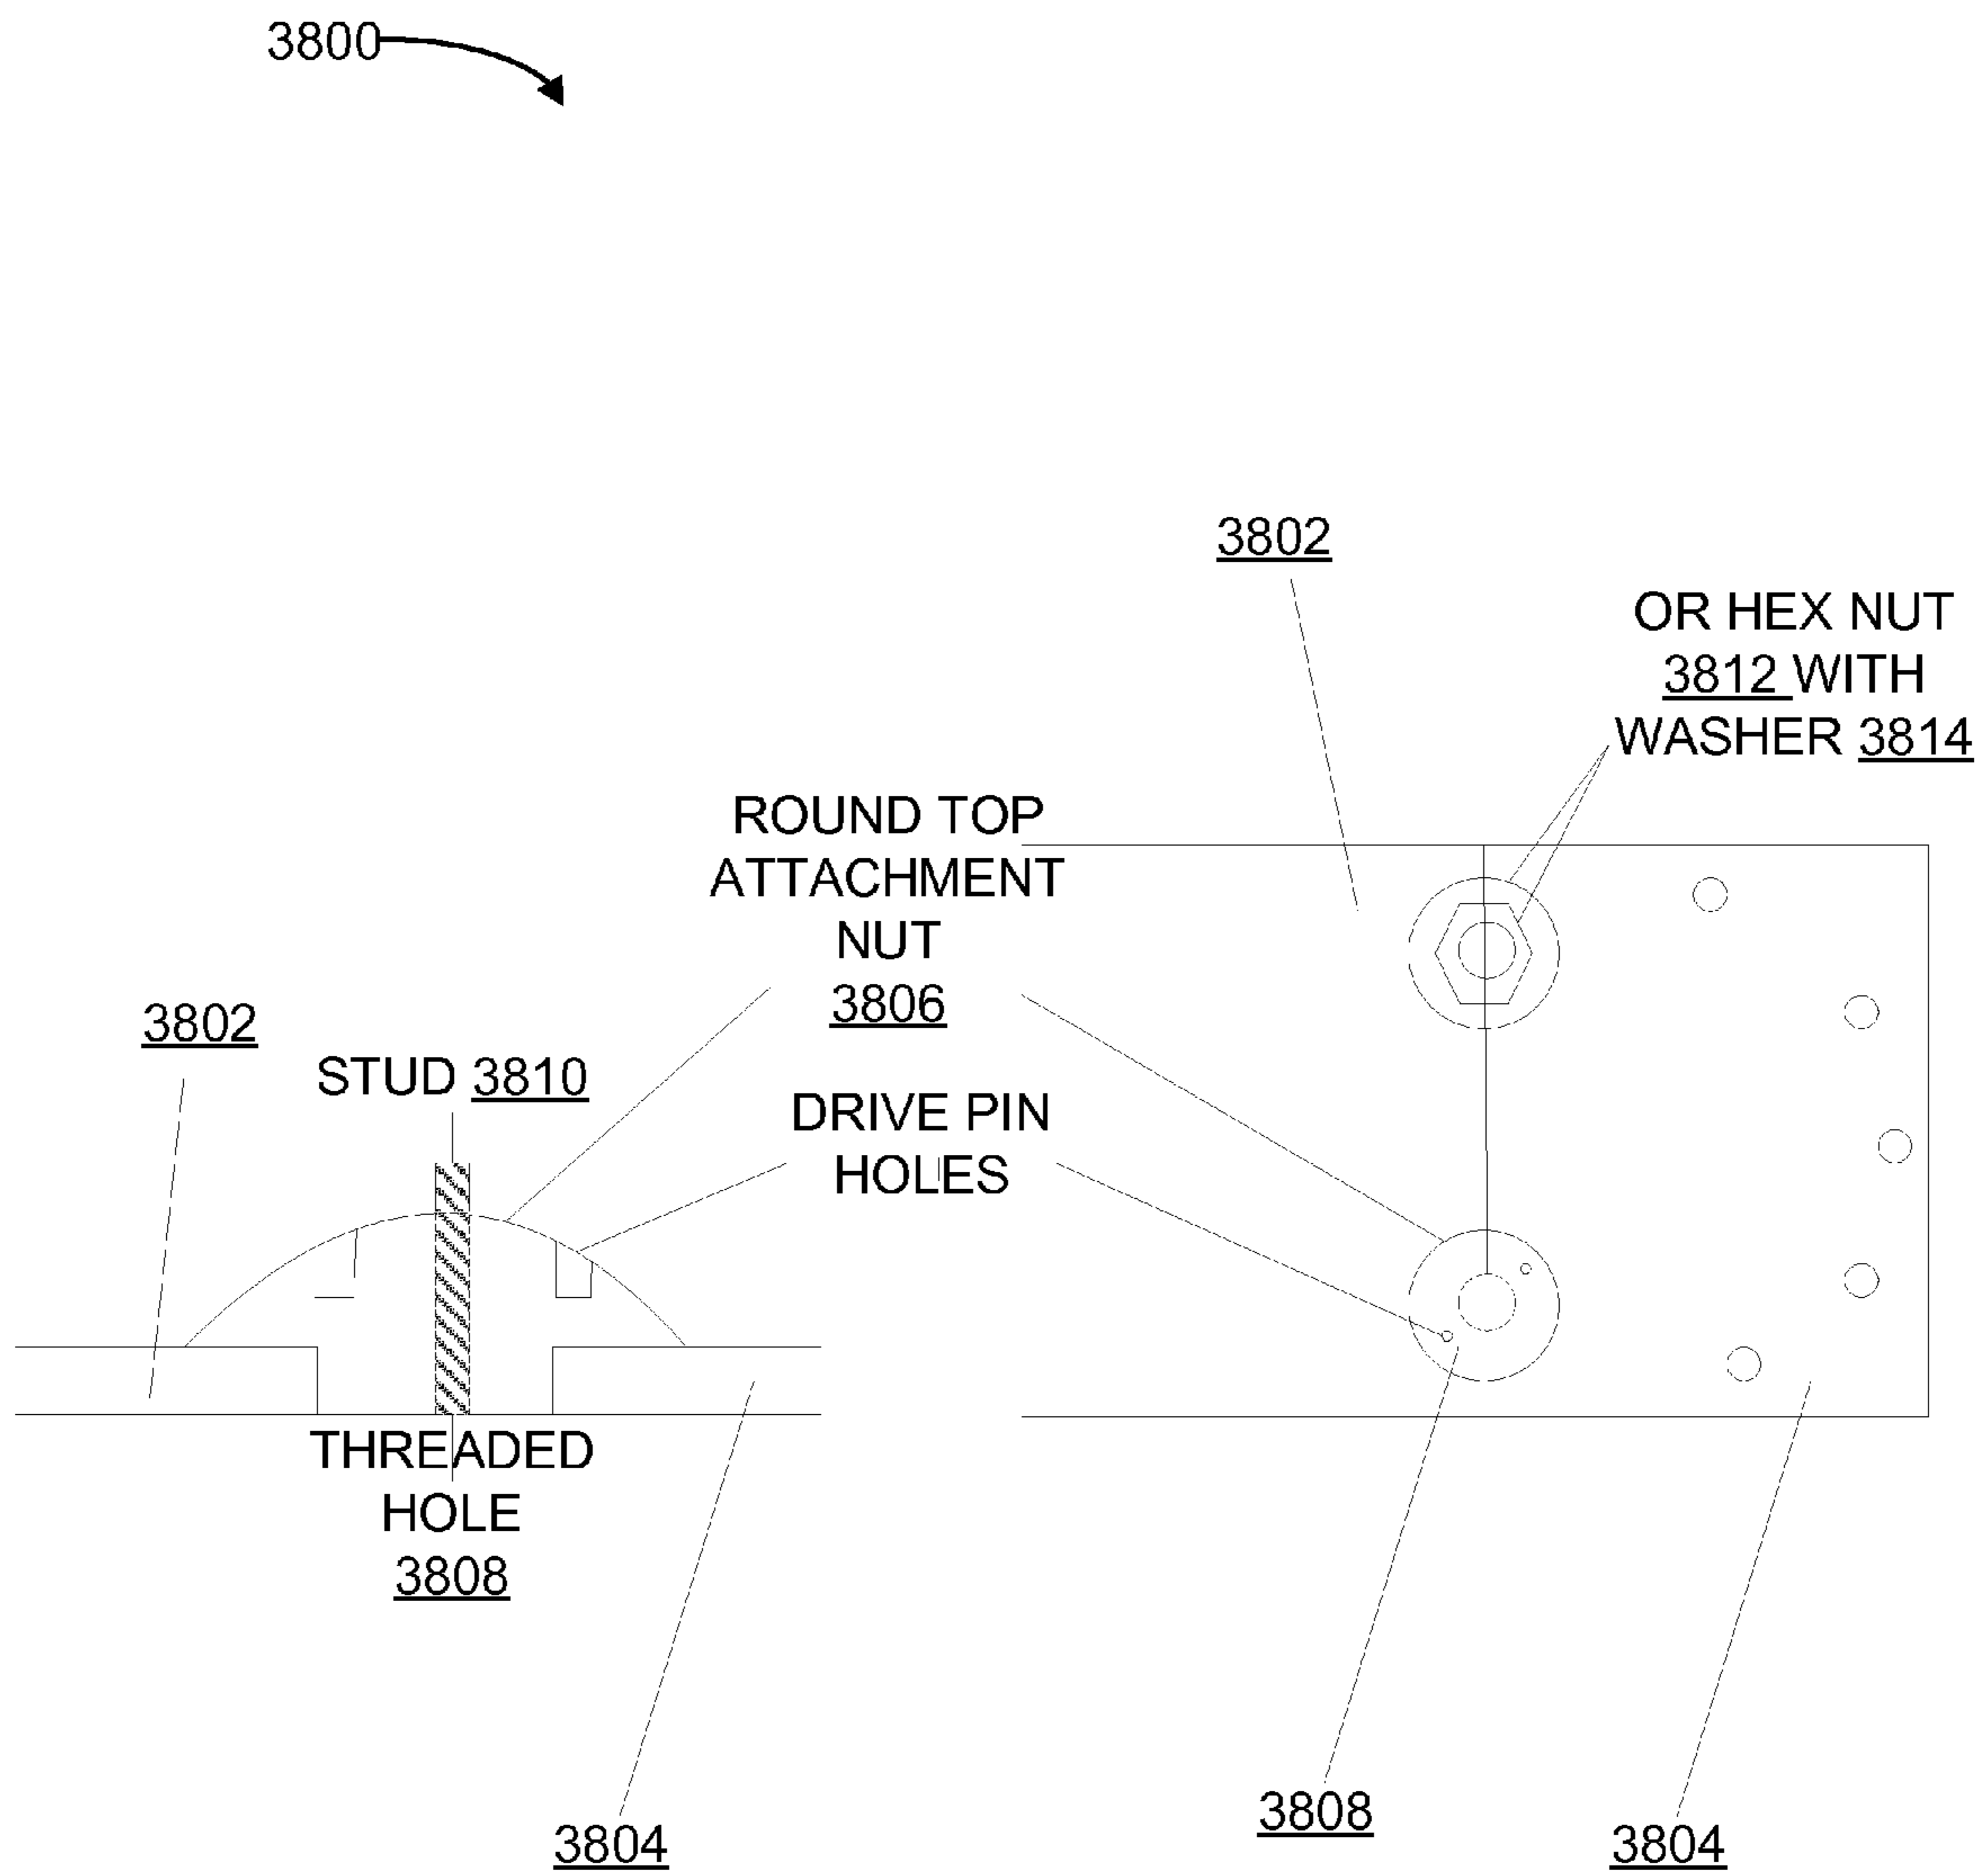 3800
3802
OR HEX NUT
3812 WITH
WASHER 3814
ROUND TOP
ATTACHMENT
NUT
3806
3802
STUD 3810
DRIVE PIN
HOLES
THREADED
HOLE
3808
3808
3804
3804